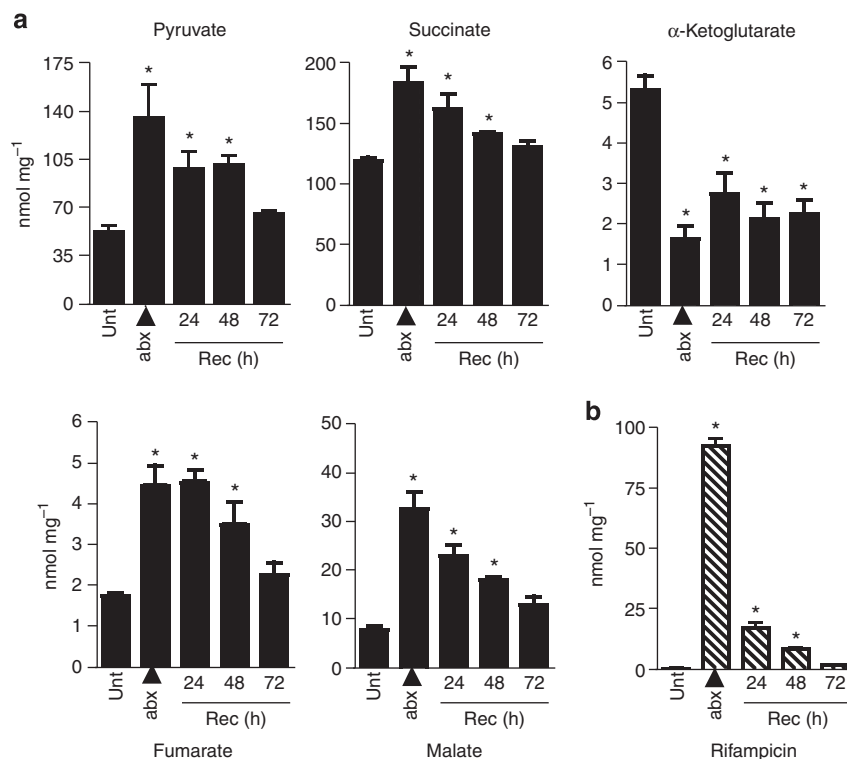 a
Pyruvate
Succinate
α-Ketoglutarate
nmol mg⁻¹
175
140
105
70
35
0
*
*
*
Unt
abx
24
48
72
Rec (h)
200
150
100
50
0
*
*
*
Unt
abx
24
48
72
Rec (h)
6
5
4
3
2
1
0
*
*
*
*
Unt
abx
24
48
72
Rec (h)
nmol mg⁻¹
6
5
4
3
2
1
0
*
*
*
Unt
abx
24
48
72
Rec (h)
Fumarate
50
40
30
20
10
0
*
*
*
Unt
abx
24
48
72
Rec (h)
Malate
b
nmol mg⁻¹
100
75
50
25
0
*
*
*
Unt
abx
24
48
72
Rec (h)
Rifampicin